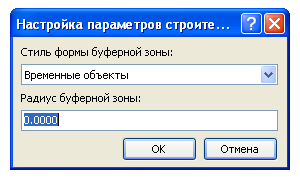 Настройка параметров строите...
Стиль формы буферной зоны:
Временные объекты
Радиус буферной зоны:
0.0000
OK
Отмена